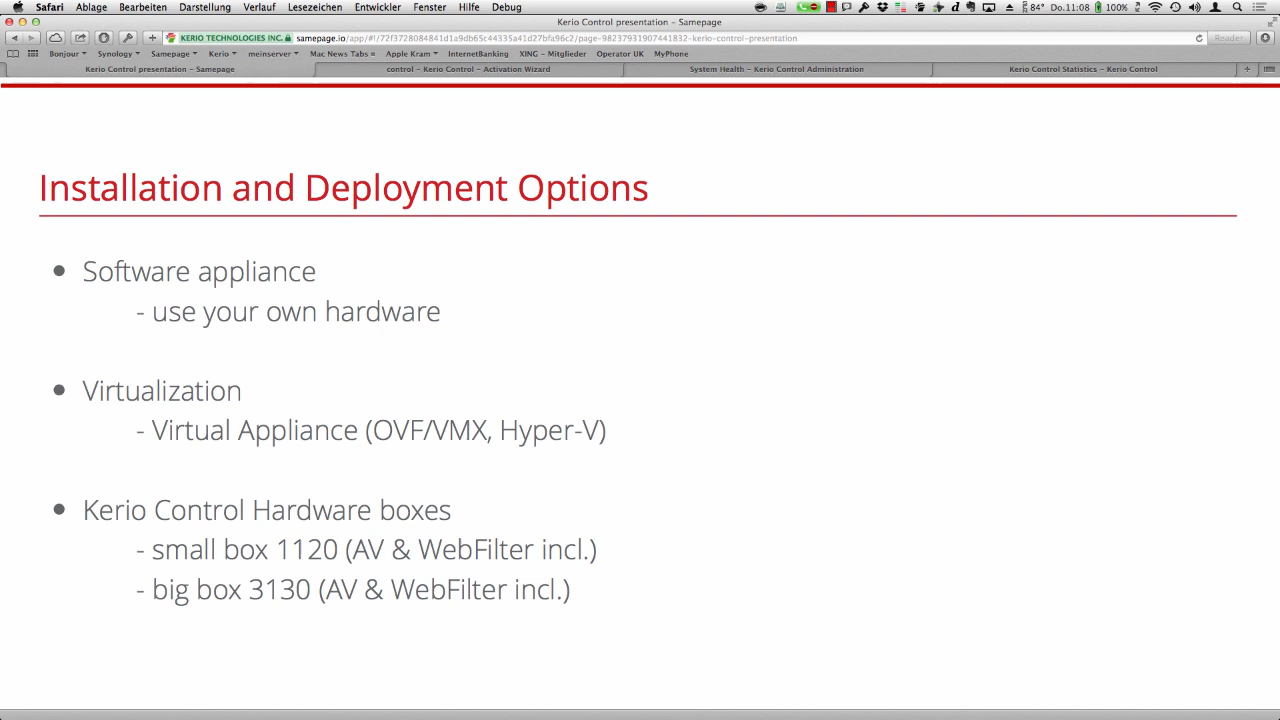 Safari Ablage Bearbeiten Darstellung Verlauf Lesezeichen Entwickler Fenster Hilfe Debug 84° Do.11:08 100%
Kerio Control presentation – Samepage
KERIO TECHNOLOGIES INC. samepage.io/app/#!/72f3728084841d1a9db65c44335a41d27bfa96c2/page-98237931907441832-kerio-control-presentation Reader
Bonjour Synology Samepage Kerio meinserver Mac News Tabs Apple Kram InternetBanking XING – Mitglieder Operator UK MyPhone
Kerio Control presentation – Samepage control – Kerio Control – Activation Wizard System Health – Kerio Control Administration Kerio Control Statistics – Kerio Control
Installation and Deployment Options
• Software appliance
- use your own hardware
• Virtualization
- Virtual Appliance (OVF/VMX, Hyper-V)
• Kerio Control Hardware boxes
- small box 1120 (AV & WebFilter incl.)
- big box 3130 (AV & WebFilter incl.)